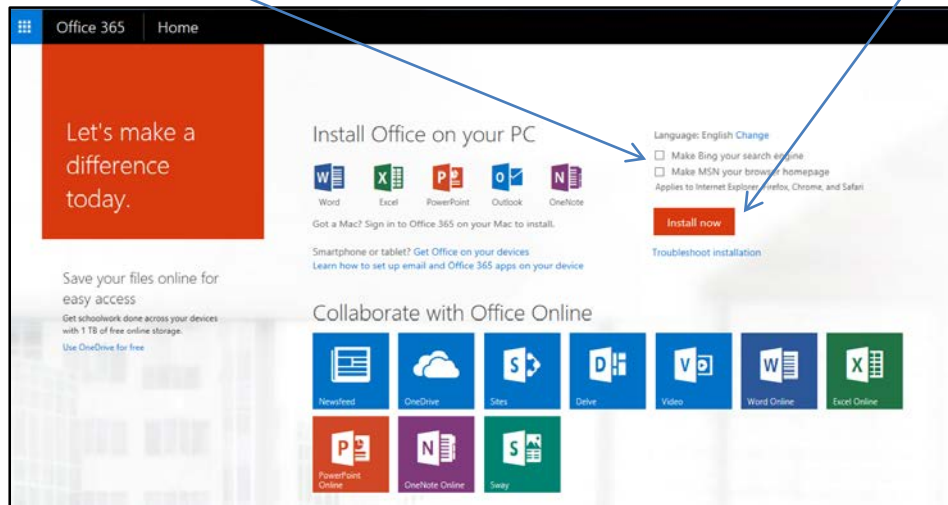 Office 365
Home
Let's make a
difference
today.
Save your files online for
easy access
Get schoolwork done across your devices
with 1 TB of free online storage.
Use OneDrive for free
Install Office on your PC
W
X
P
O
N
Word
Excel
PowerPoint
Outlook
OneNote
Got a Mac? Sign in to Office 365 on your Mac to install.
Smartphone or tablet? Get Office on your devices
Learn how to set up email and Office 365 apps on your device
Language: English Change
Make Bing your search engine
Make MSN your browser homepage
Applies to Internet Explorer, Firefox, Chrome, and Safari
Install now
Troubleshoot installation
Collaborate with Office Online
S
D
V
W
X
Newsfeed
OneDrive
Sites
Delve
Video
Word Online
Excel Online
P
N
S
PowerPoint
Online
OneNote Online
Sway